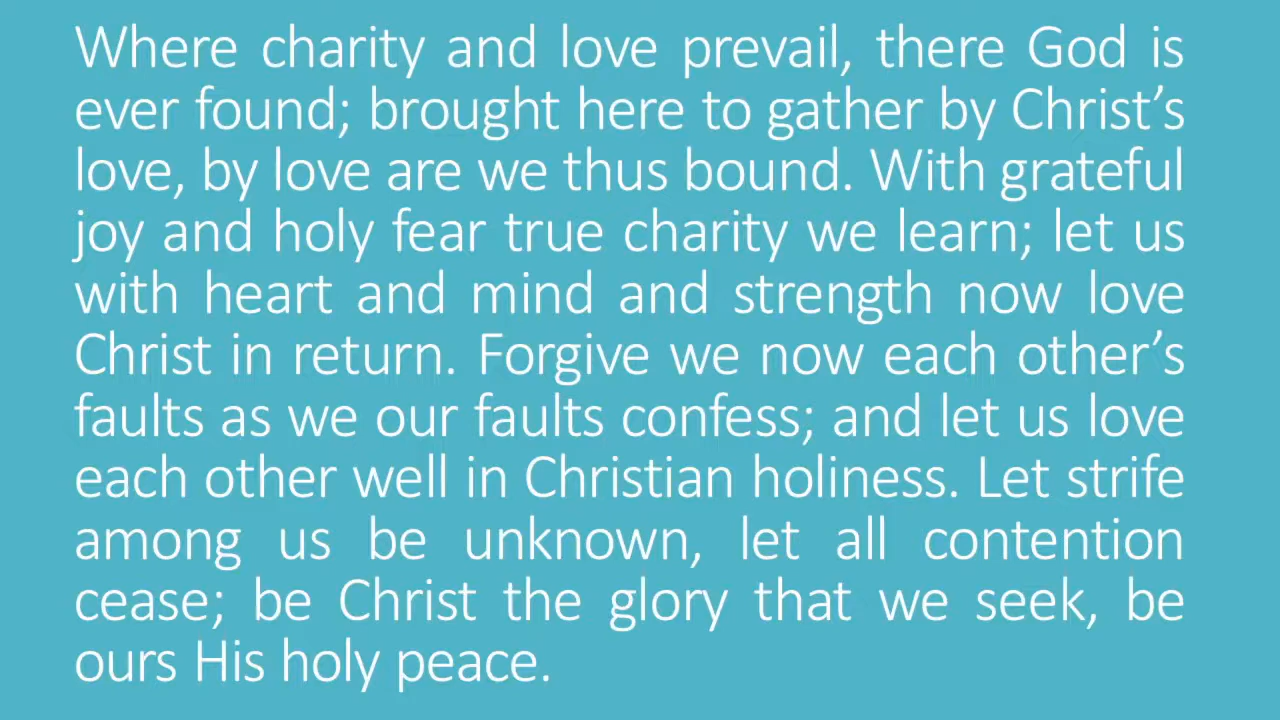 Where charity and love prevail, there God is
ever found; brought here to gather by Christ’s
love, by love are we thus bound. With grateful
joy and holy fear true charity we learn; let us
with heart and mind and strength now love
Christ in return. Forgive we now each other’s
faults as we our faults confess; and let us love
each other well in Christian holiness. Let strife
among us be unknown, let all contention
cease; be Christ the glory that we seek, be
ours His holy peace.